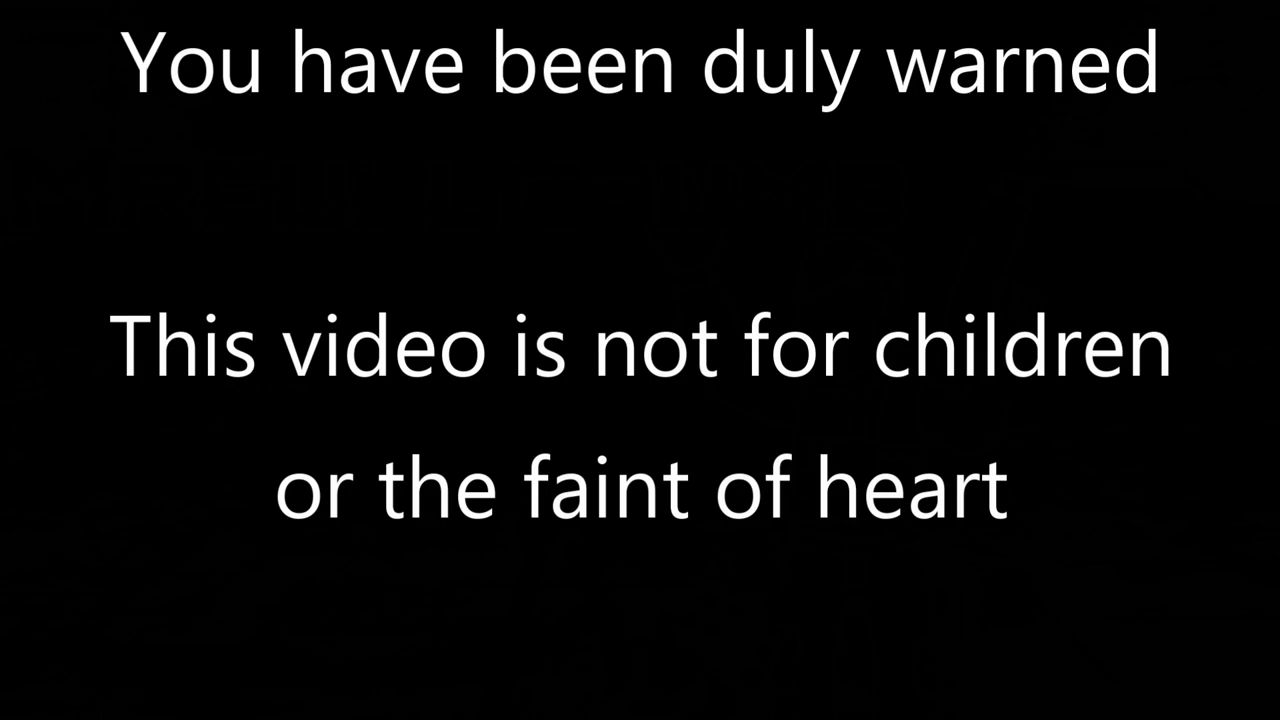 You have been duly warned
This video is not for children
or the faint of heart